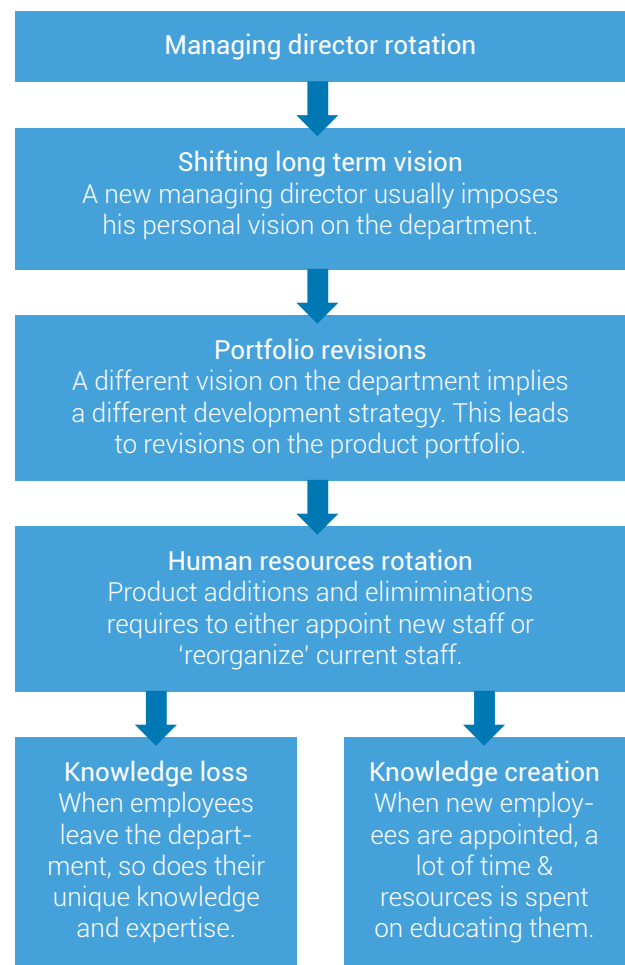 Managing director rotation
Shifting long term vision
A new managing director usually imposes
his personal vision on the department.
Portfolio revisions
A different vision on the department implies
a different development strategy. This leads
to revisions on the product portfolio.
Human resources rotation
Product additions and elimiminations
requires to either appoint new staff or
‘reorganize’ current staff.
Knowledge loss
When employees
leave the depart-
ment, so does their
unique knowledge
and expertise.
Knowledge creation
When new employ-
ees are appointed, a
lot of time &
resources is spent
on educating them.